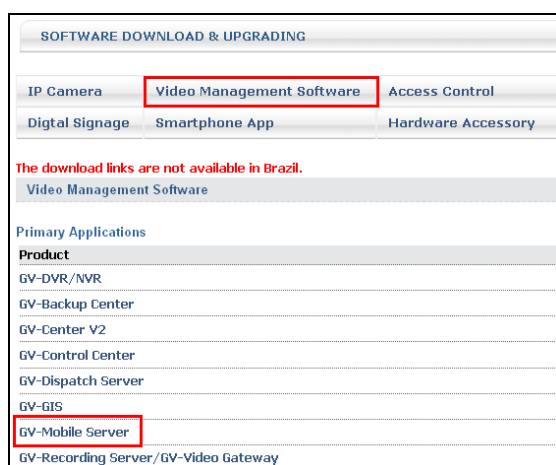 SOFTWARE DOWNLOAD & UPGRADING
IP Camera Video Management Software Access Control
Digtal Signage Smartphone App Hardware Accessory
The download links are not available in Brazil.
Video Management Software
Primary Applications
Product
GV-DVR/NVR
GV-Backup Center
GV-Center V2
GV-Control Center
GV-Dispatch Server
GV-GIS
GV-Mobile Server
GV-Recording Server/GV-Video Gateway